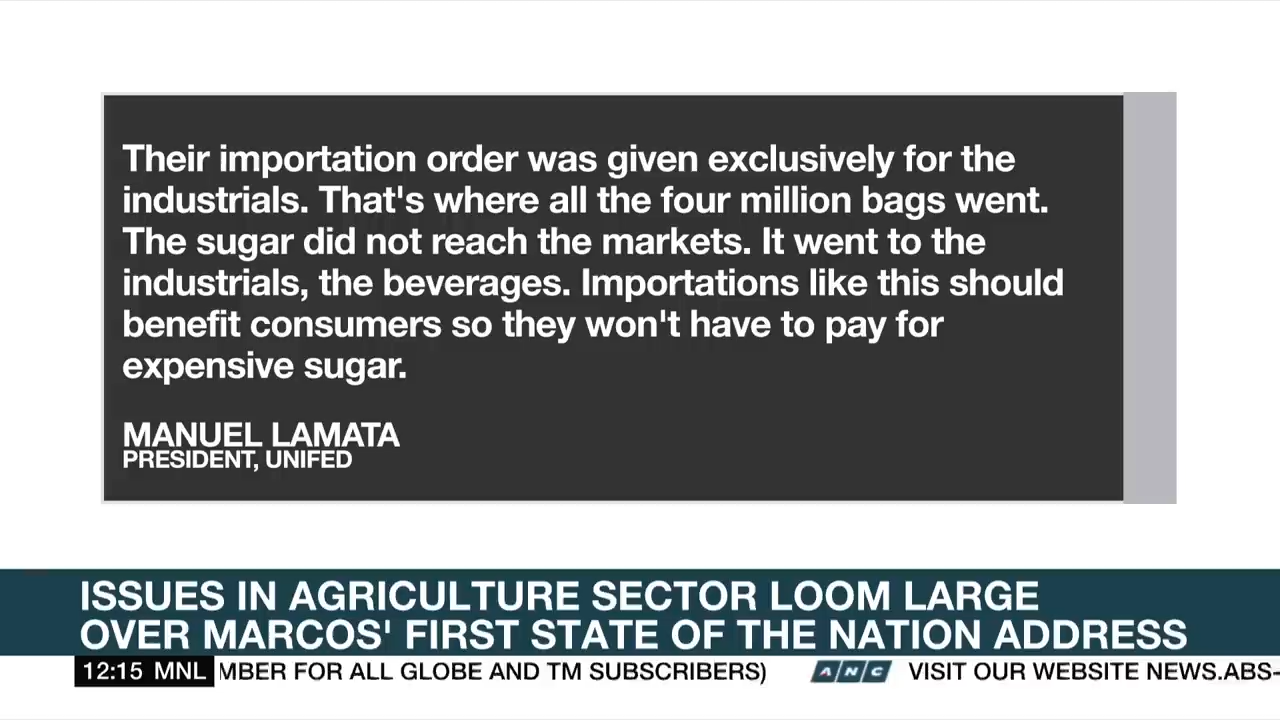 Their importation order was given exclusively for the
industrials. That's where all the four million bags went.
The sugar did not reach the markets. It went to the
industrials, the beverages. Importations like this should
benefit consumers so they won't have to pay for
expensive sugar.
MANUEL LAMATA
PRESIDENT, UNIFED
ISSUES IN AGRICULTURE SECTOR LOOM LARGE
OVER MARCOS' FIRST STATE OF THE NATION ADDRESS
12:15 MNL MBER FOR ALL GLOBE AND TM SUBSCRIBERS) ANC VISIT OUR WEBSITE NEWS.ABS-